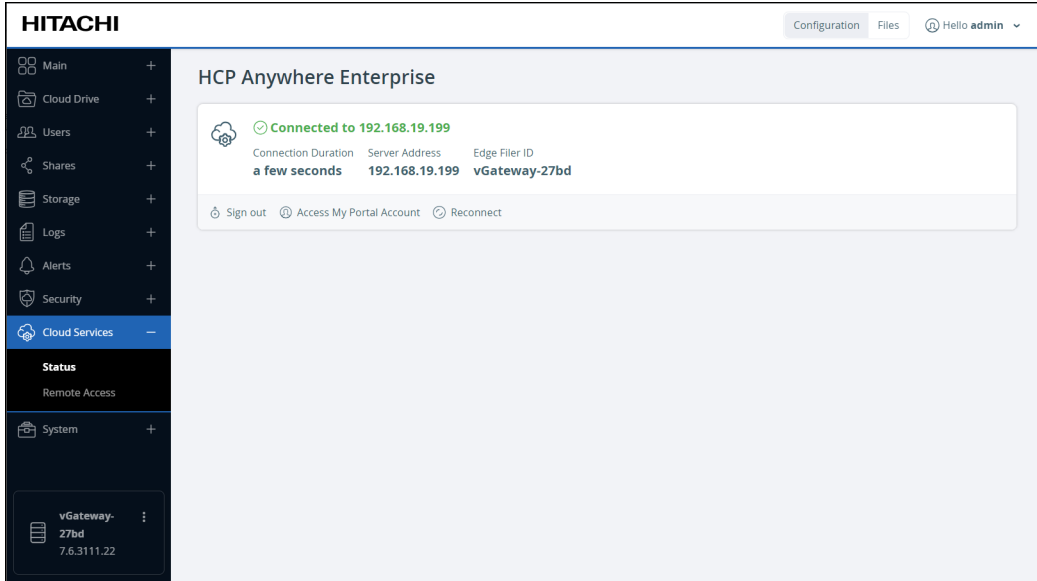 HITACHI
Configuration Files Hello admin
Main
Cloud Drive
Users
Shares
Storage
Logs
Alerts
Security
Cloud Services
Status
Remote Access
System
vGateway-
27bd
7.6.3111.22
HCP Anywhere Enterprise
Connected to 192.168.19.199
Connection Duration Server Address Edge Filer ID
a few seconds 192.168.19.199 vGateway-27bd
Sign out Access My Portal Account Reconnect